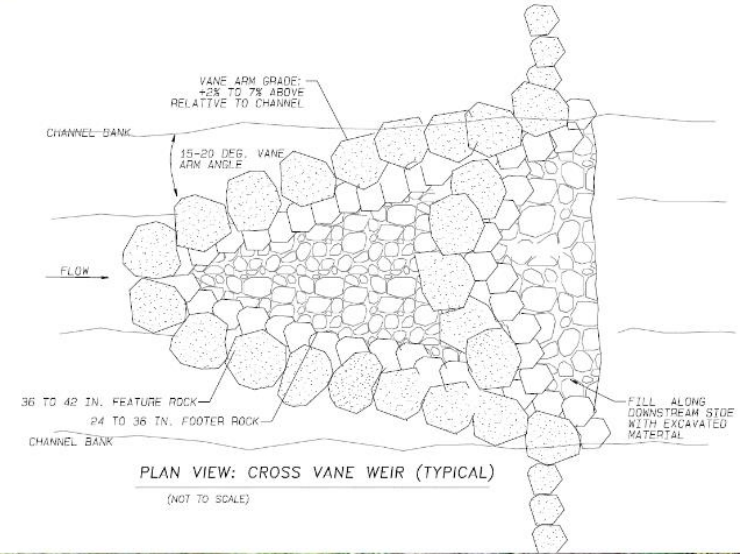 VANE ARM GRADE:
+2% TO 7% ABOVE
RELATIVE TO CHANNEL
CHANNEL BANK
15-20 DEG. VANE
ARM ANGLE
FLOW
36 TO 42 IN. FEATURE ROCK
24 TO 36 IN. FOOTER ROCK
CHANNEL BANK
FILL ALONG
DOWNSTREAM SIDE
WITH EXCAVATED
MATERIAL
PLAN VIEW: CROSS VANE WEIR (TYPICAL)
(NOT TO SCALE)